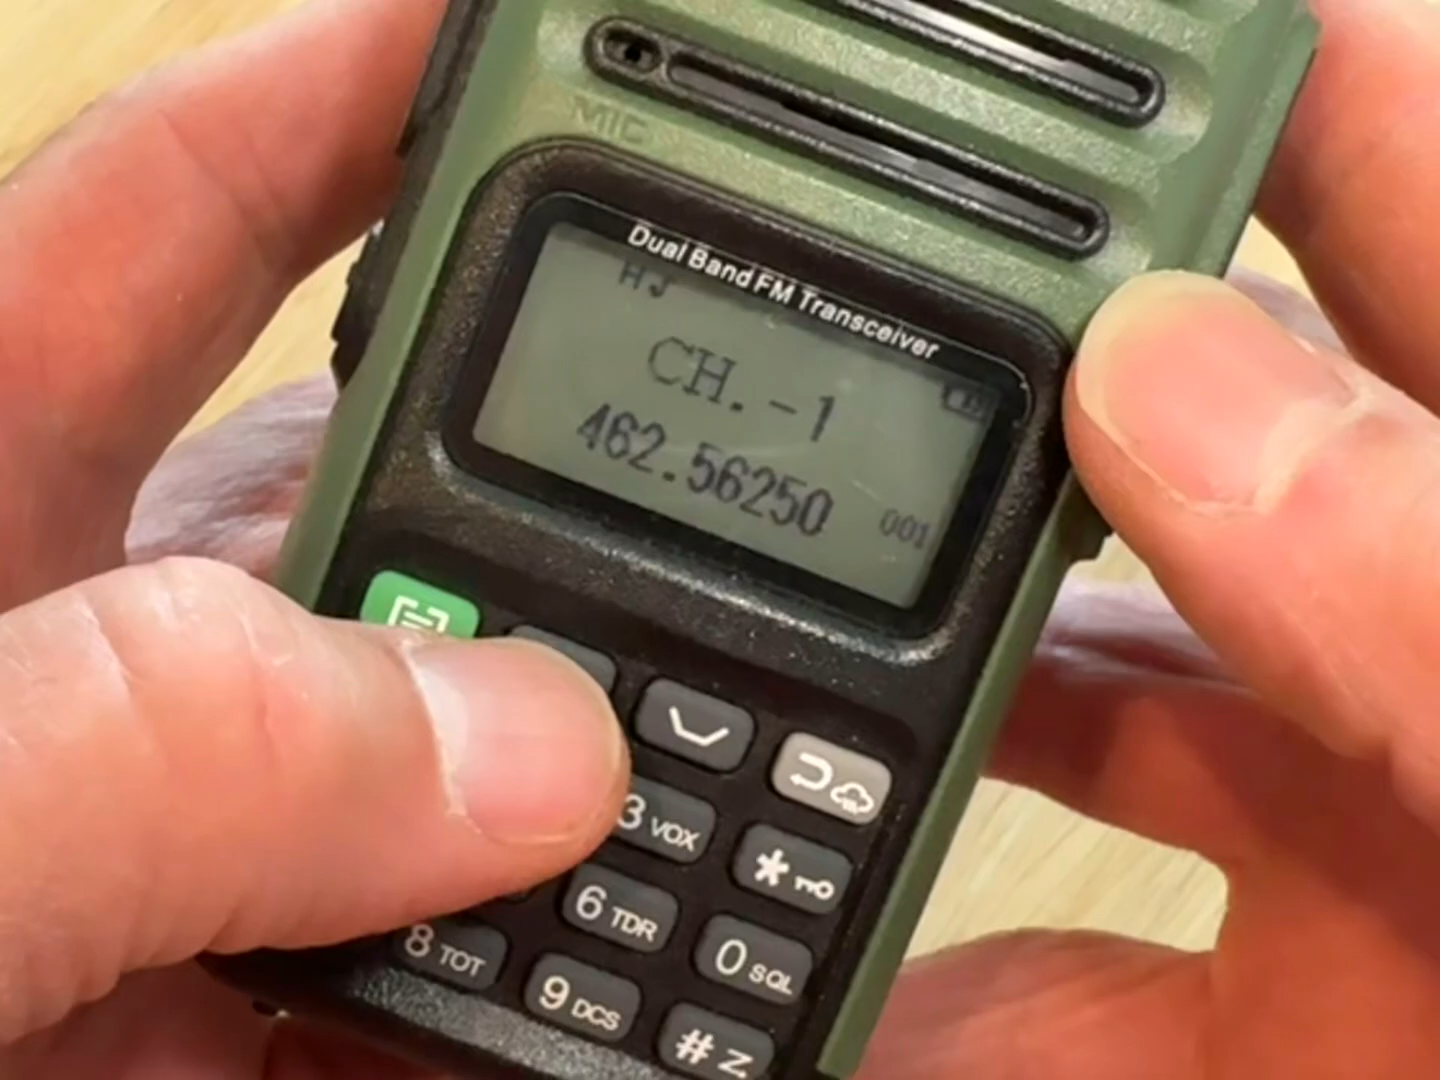 MIC
Dual Band FM Transceiver
CH.-1
462.56250
001
3 VOX
*
6 TDR
0 SQL
8 TOT
9 DCS
#